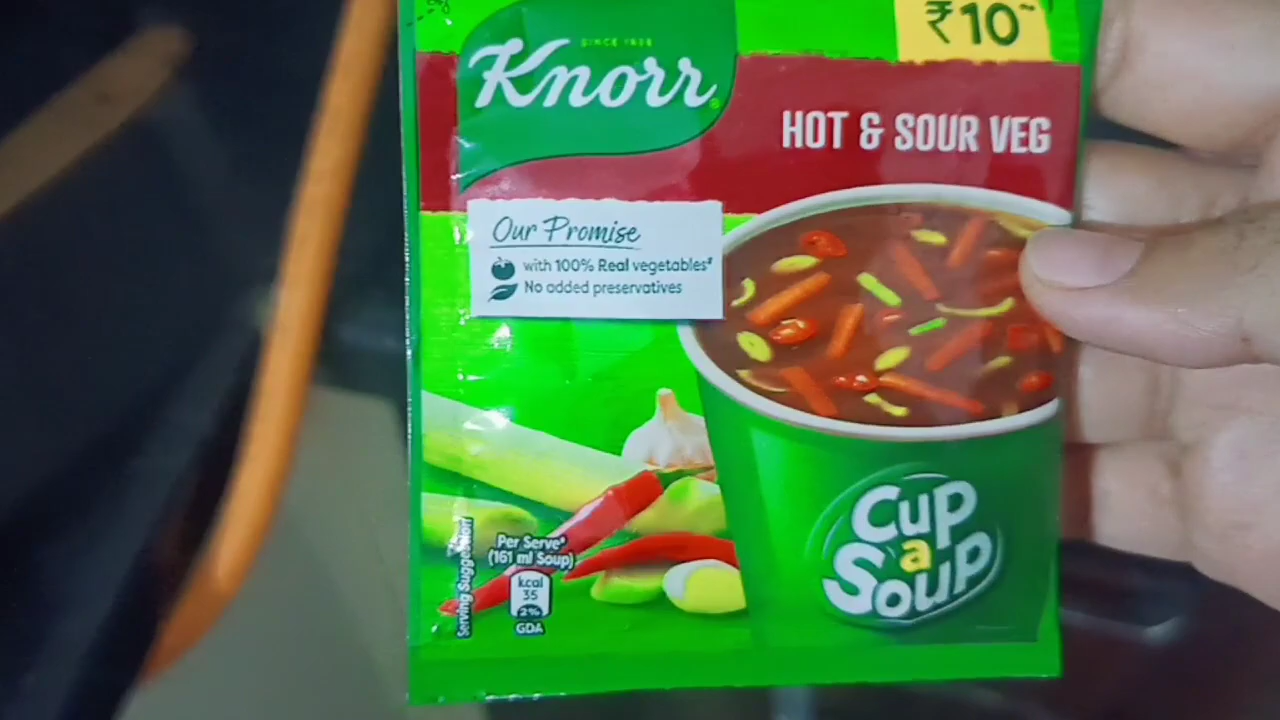 SINCE 1838
Knorr
₹10~
HOT & SOUR VEG
Our Promise
with 100% Real vegetables#
No added preservatives
Cup
a
Soup
Serving Suggestion
Per Serve*
(161 ml Soup)
kcal
35
2%
GDA